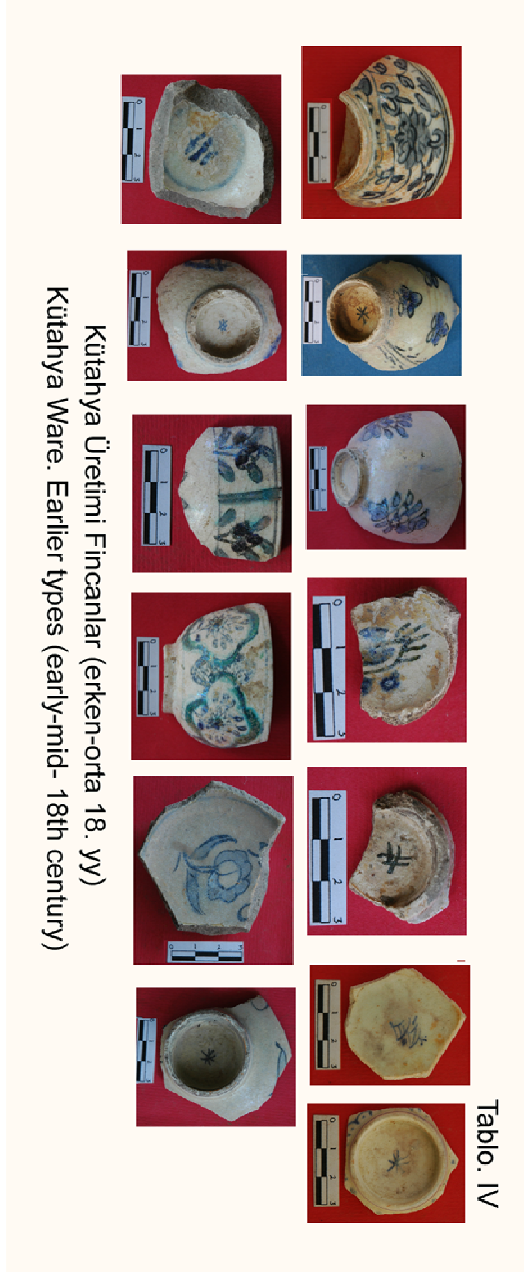 Tablo. IV
Kütahya Üretimi Fincanlar (erken-orta 18. yy)
Kütahya Ware. Earlier types (early-mid- 18th century)